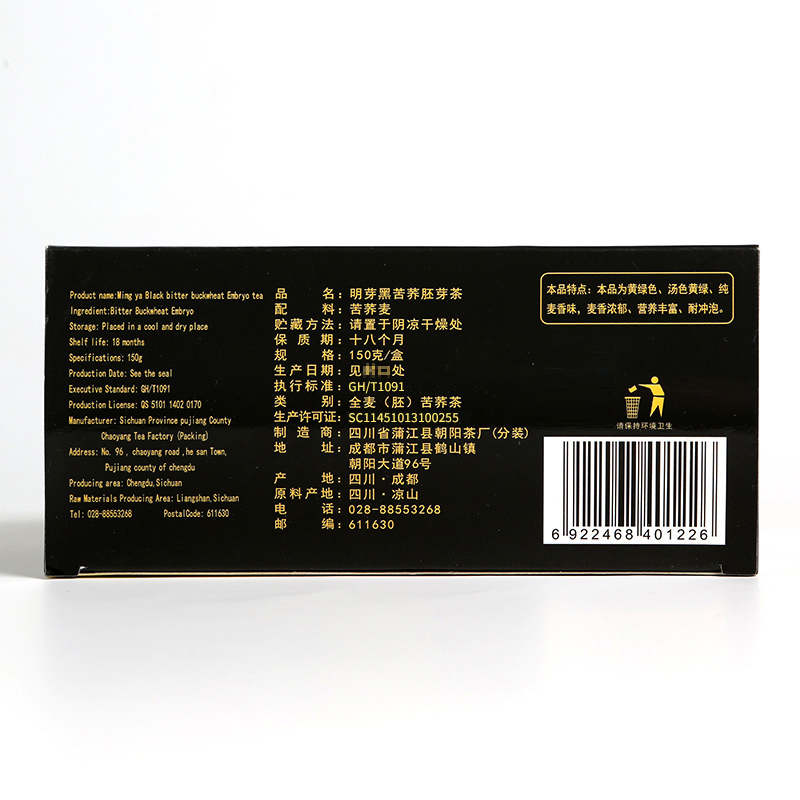 Product name:Ming ya Black bitter buckwheat Embryo tea
Ingredient:Bitter Buckwheat Embryo
Storage: Placed in a cool and dry place
Shelf life: 18 months
Specifications: 150g
Production Date: See the seal
Executive Standard: GH/T1091
Production License: QS 5101 1402 0170
Manufacturer: Sichuan Province pujiang County
Chaoyang Tea Factory (Packing)
Address: No. 96 , chaoyang road ,he san Town,
Pujiang county of chengdu
Producing area: Chengdu,Sichuan
Raw Materials Producing Area: Liangshan,Sichuan
Tel: 028-88553268 PostalCode: 611630
品名：明芽黑苦荞胚芽茶
配料：苦荞麦
贮藏方法：请置于阴凉干燥处
保质期：十八个月
规格：150克/盒
生产日期：见处
执行标准：GH/T1091
类别：全麦（胚）苦荞茶
生产许可证：SC11451013100255
制造商：四川省蒲江县朝阳茶厂(分装)
地址：成都市蒲江县鹤山镇
朝阳大道96号
产地：四川·成都
原料产地：四川·凉山
电话：028-88553268
邮编：611630
本品特点：本品为黄绿色、汤色黄绿、纯
麦香味，麦香浓郁、营养丰富、耐冲泡。
请保持环境卫生
6 922468 401226